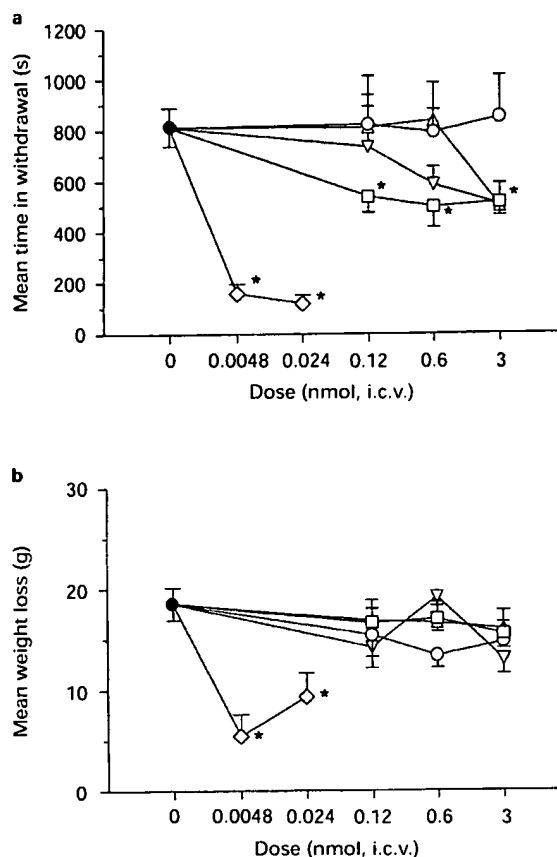 a
Mean time in withdrawal (s)
1200
1000
800
600
400
200
0
* * * * * 
0 0.0048 0.024 0.12 0.6 3
Dose (nmol, i.c.v.)
b
Mean weight loss (g)
30
20
10
0
* *
0 0.0048 0.024 0.12 0.6 3
Dose (nmol, i.c.v.)